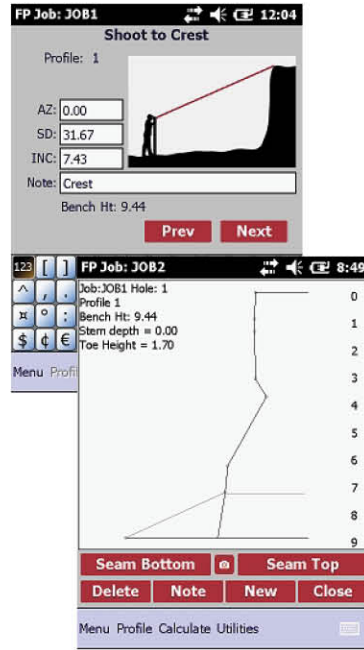 FP Job: JOB1 12:04
Shoot to Crest
Profile: 1
AZ: 0.00
SD: 31.67
INC: 7.43
Note: Crest
Bench Ht: 9.44
Prev Next
123 [ ]
^ , .
¤ ° :
$ ¢ €
Menu Profi
FP Job: JOB2 8:49
Job:JOB1 Hole: 1
Profile 1
Bench Ht: 9.44
Stem depth = 0.00
Toe Height = 1.70
0
1
2
3
4
5
6
7
8
9
Seam Bottom Seam Top
Delete Note New Close
Menu Profile Calculate Utilities